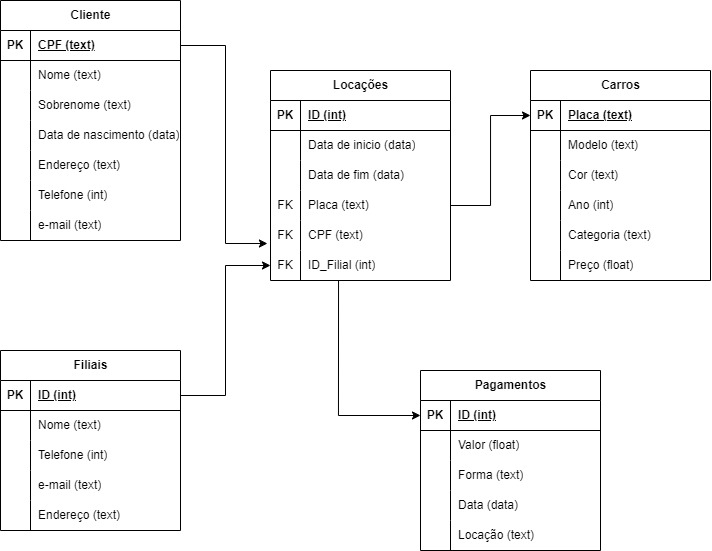 Cliente
PK CPF (text)
Nome (text)
Sobrenome (text)
Data de nascimento (data)
Endereço (text)
Telefone (int)
e-mail (text)
Locações
PK ID (int)
Data de inicio (data)
Data de fim (data)
FK Placa (text)
FK CPF (text)
FK ID_Filial (int)
Carros
PK Placa (text)
Modelo (text)
Cor (text)
Ano (int)
Categoria (text)
Preço (float)
Filiais
PK ID (int)
Nome (text)
Telefone (int)
e-mail (text)
Endereço (text)
Pagamentos
PK ID (int)
Valor (float)
Forma (text)
Data (data)
Locação (text)